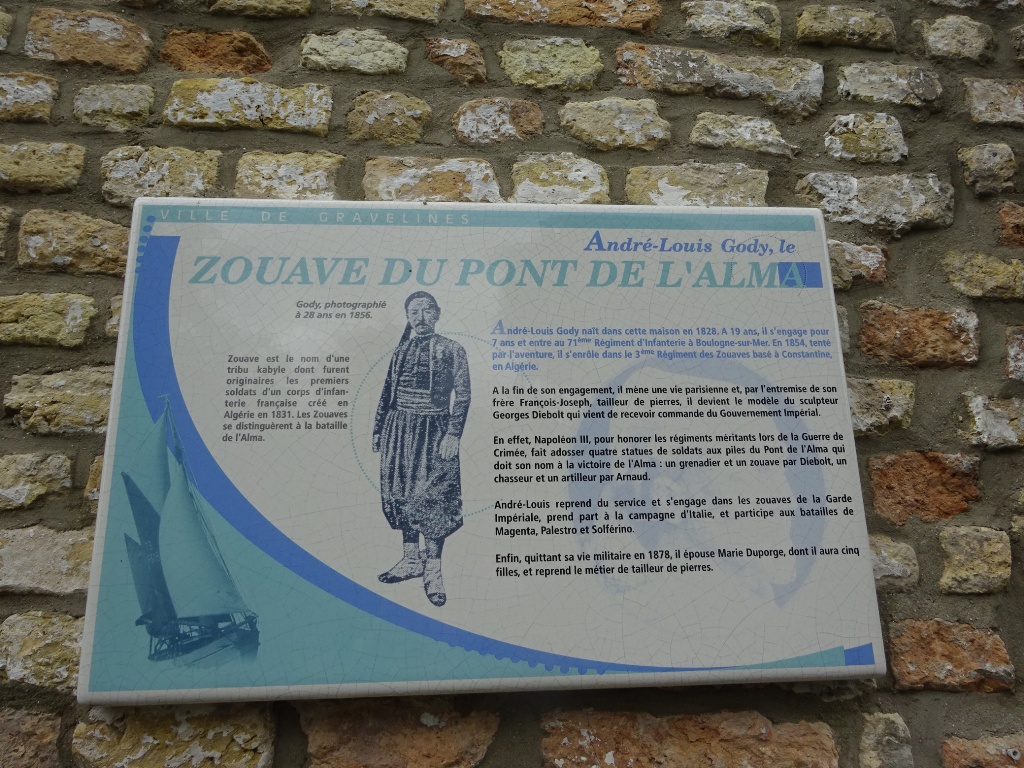 VILLE DE GRAVELINES
André-Louis Gody, le
ZOUAVE DU PONT DE L'ALMA
Gody, photographié
à 28 ans en 1856.
Zouave est le nom d'une
tribu kabyle dont furent
originaires les premiers
soldats d'un corps d'infan-
terie française créé en
Algérie en 1831. Les Zouaves
se distinguèrent à la bataille
de l'Alma.
André-Louis Gody naît dans cette maison en 1828. A 19 ans, il s'engage pour
7 ans et entre au 71ème Régiment d'Infanterie à Boulogne-sur-Mer. En 1854, tenté
par l'aventure, il s'enrôle dans le 3ème Régiment des Zouaves basé à Constantine,
en Algérie.
A la fin de son engagement, il mène une vie parisienne et, par l'entremise de son
frère François-Joseph, tailleur de pierres, il devient le modèle du sculpteur
Georges Diebolt qui vient de recevoir commande du Gouvernement Impérial.
En effet, Napoléon III, pour honorer les régiments méritants lors de la Guerre de
Crimée, fait adosser quatre statues de soldats aux piles du Pont de l'Alma qui
doit son nom à la victoire de l'Alma : un grenadier et un zouave par Diebolt, un
chasseur et un artilleur par Arnaud.
André-Louis reprend du service et s'engage dans les zouaves de la Garde
Impériale, prend part à la campagne d'Italie, et participe aux batailles de
Magenta, Palestro et Solférino.
Enfin, quittant sa vie militaire en 1878, il épouse Marie Duporge, dont il aura cinq
filles, et reprend le métier de tailleur de pierres.